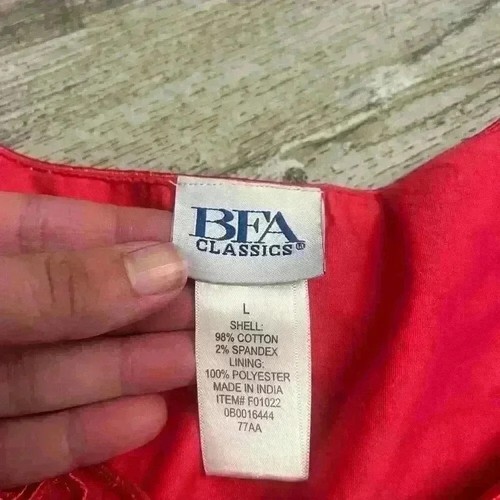 BFA
CLASSICS®
L
SHELL:
98% COTTON
2% SPANDEX
LINING:
100% POLYESTER
MADE IN INDIA
ITEM# F01022
0B0016444
77AA